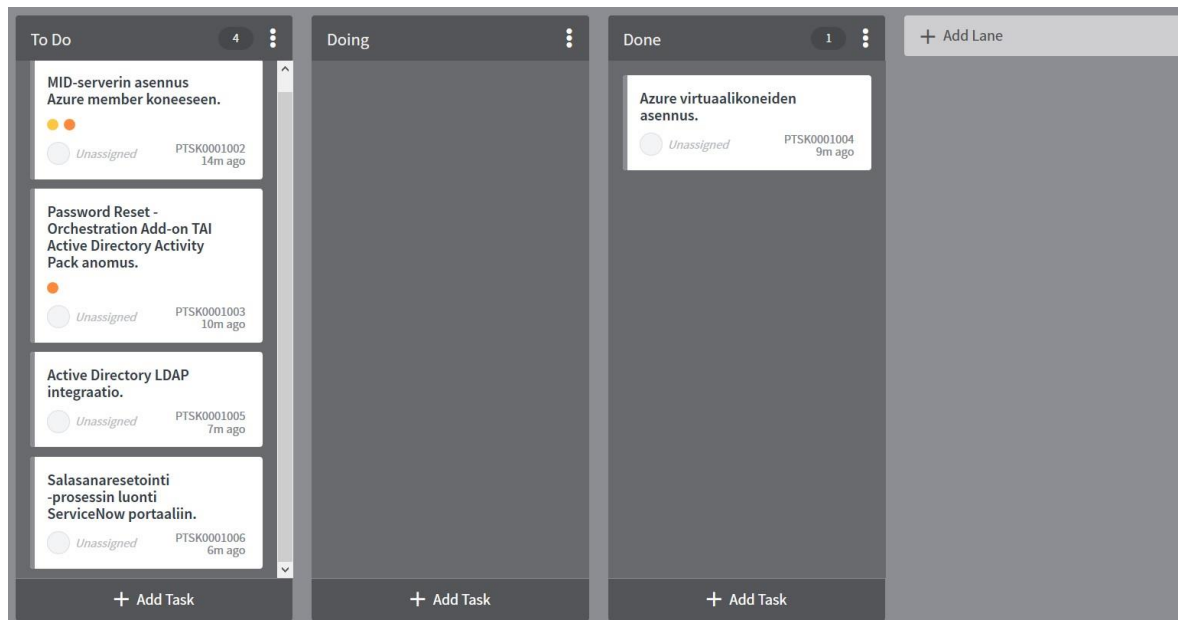 To Do
4
MID-serverin asennus
Azure member koneeseen.
Unassigned
PTSK0001002
14m ago
Password Reset -
Orchestration Add-on TAI
Active Directory Activity
Pack anomus.
Unassigned
PTSK0001003
10m ago
Active Directory LDAP
integraatio.
Unassigned
PTSK0001005
7m ago
Salasanaresetointi
-prosessin luonti
ServiceNow portaaliin.
Unassigned
PTSK0001006
6m ago
+ Add Task
Doing
+ Add Task
Done
1
Azure virtuaalikoneiden
asennus.
Unassigned
PTSK0001004
9m ago
+ Add Task
+ Add Lane